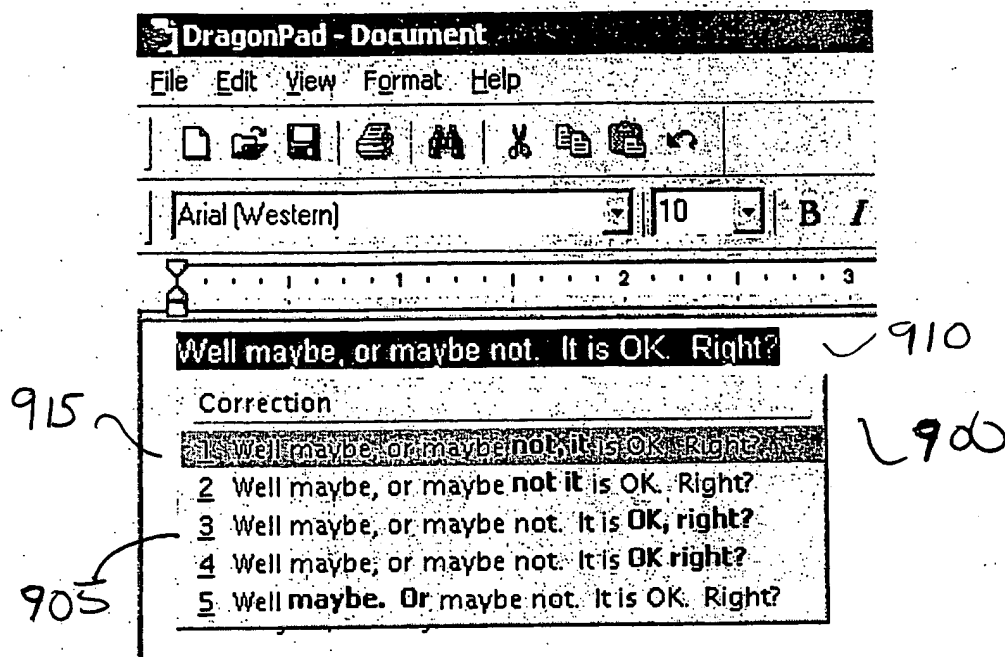 DragonPad - Document
File Edit View Format Help
Arial (Western) 10 B I
1 2 3
Well maybe, or maybe not. It is OK. Right? 910
Correction
915
900
1 Well maybe, or maybe not, it is OK. Right?
2 Well maybe, or maybe not it is OK. Right?
3 Well maybe, or maybe not. It is OK, right?
905
4 Well maybe, or maybe not. It is OK right?
5 Well maybe. Or maybe not. It is OK. Right?